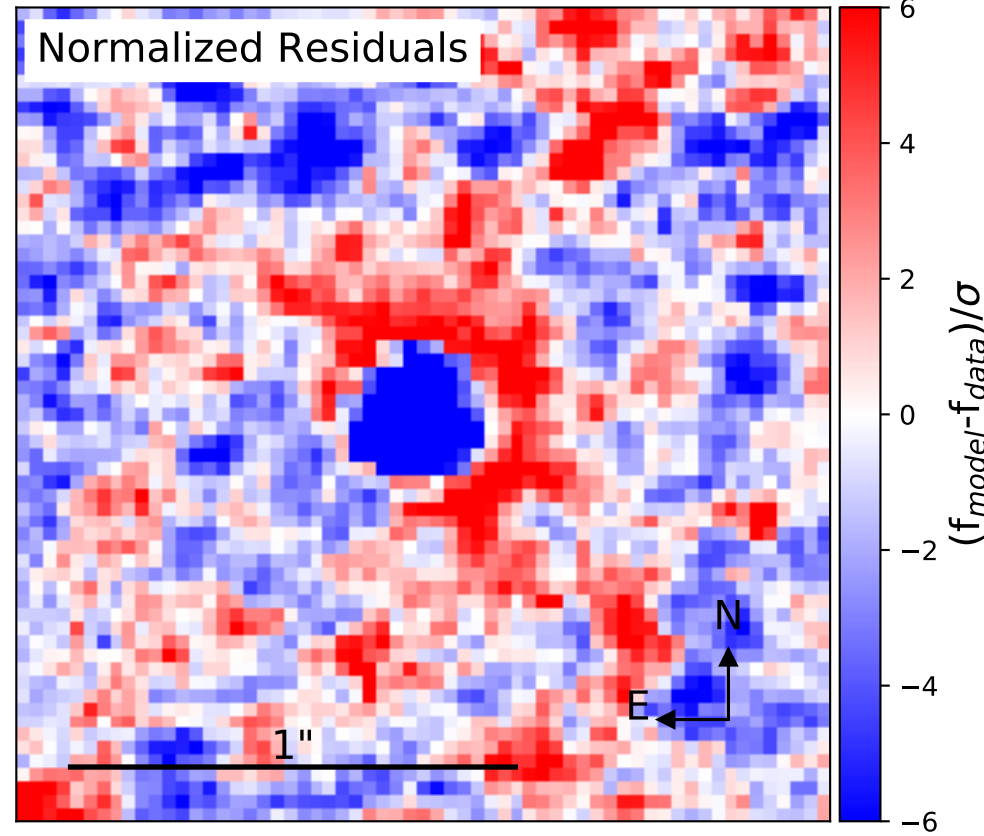 Normalized Residuals
N
E
1"
6
4
2
0
−2
−4
−6
(f_model-f_data)/σ